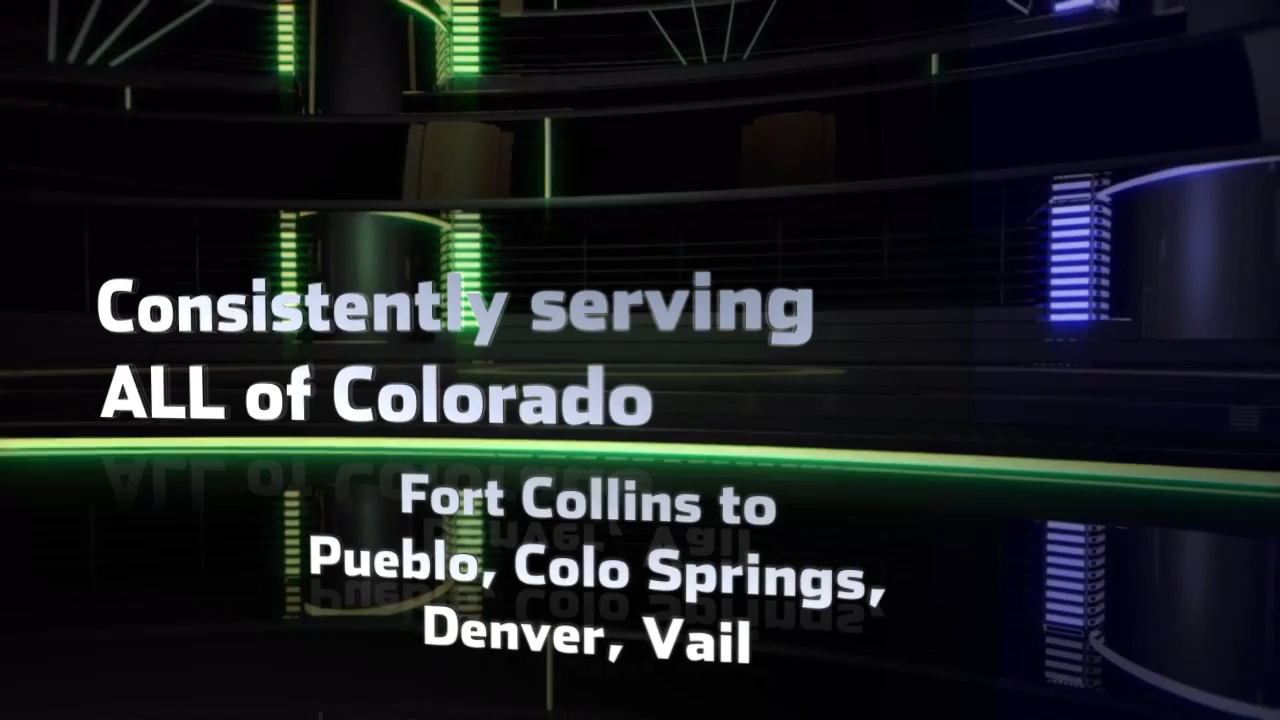 Consistently serving
ALL of Colorado
Fort Collins to
Pueblo, Colo Springs,
Denver, Vail